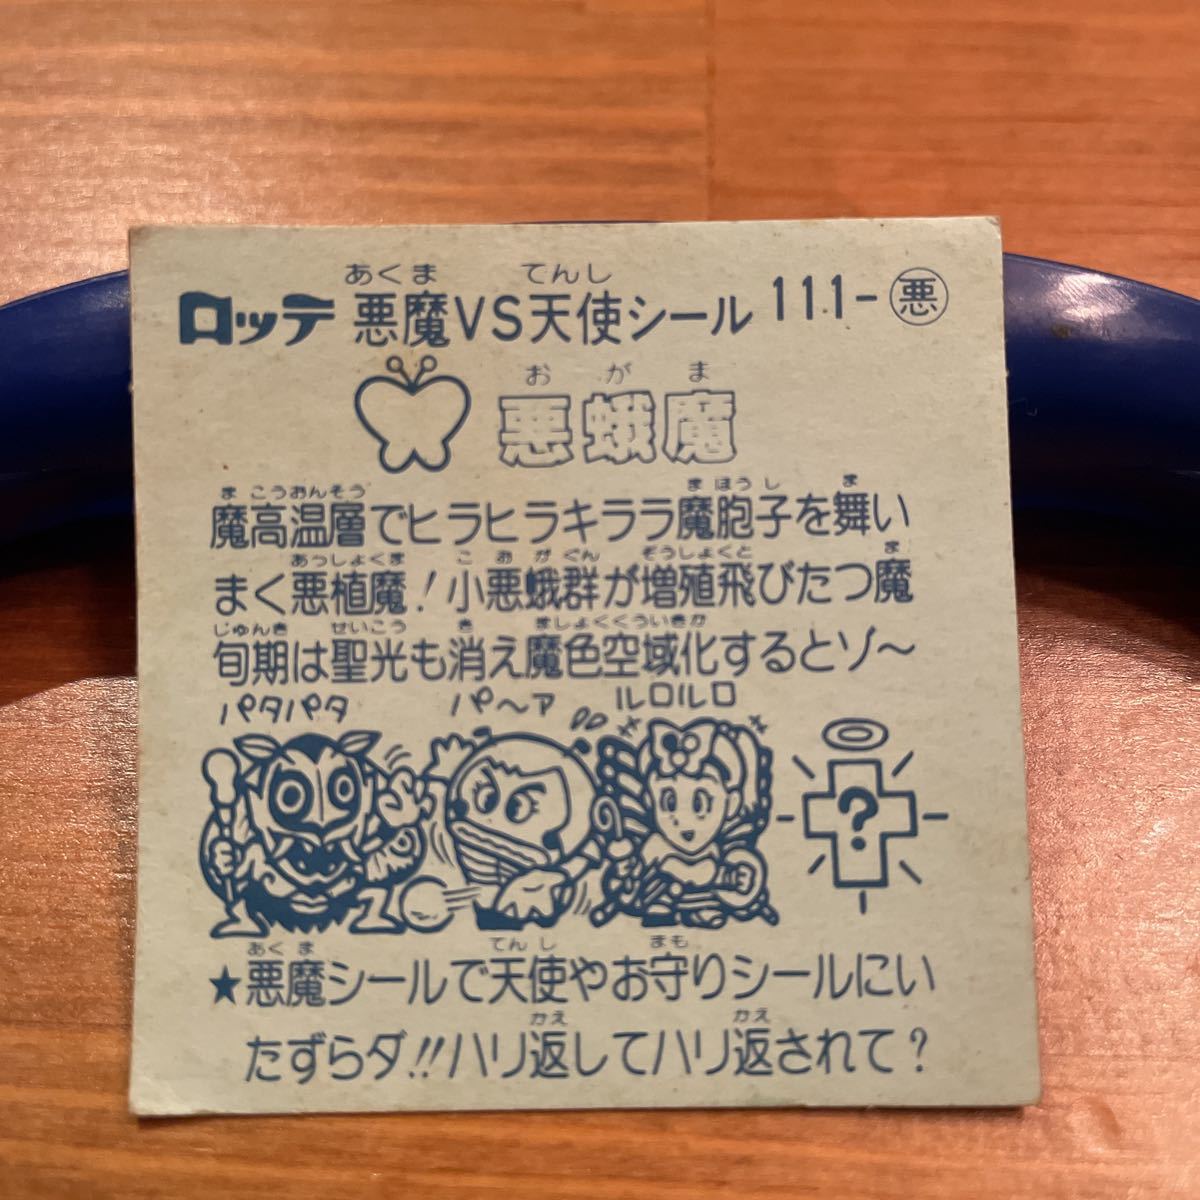 あくま てんし
ロッテ 悪魔VS天使シール 111-悪
おがま
悪蛾魔
まこうおんそう まほうし ま
魔高温層でヒラヒラキララ魔胞子を舞い
あっしょくま こおがぐん ぞうしょくと ま
まく悪植魔!小悪蛾群が増殖飛びたつ魔
じゅんき せいこう き ましょくくういきか
旬期は聖光も消え魔色空域化するとゾ〜
パタパタ パ〜ア ルロルロ
?
あくま てんし まも
★悪魔シールで天使やお守りシールにい
かえ かえ
たずらダ!!ハリ返してハリ返されて?